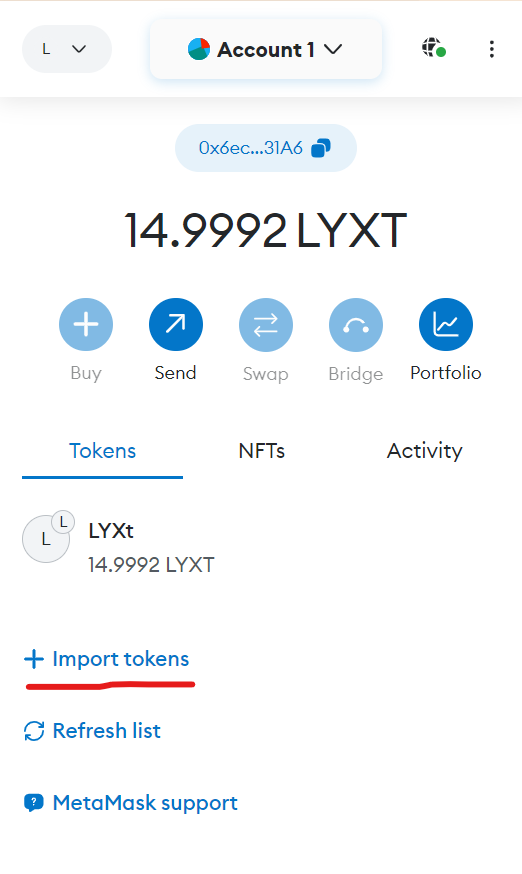 L
Account 1
0x6ec...31A6
14.9992 LYXT
Buy
Send
Swap
Bridge
Portfolio
Tokens
NFTs
Activity
L
L
LYXt
14.9992 LYXT
Import tokens
Refresh list
? MetaMask support